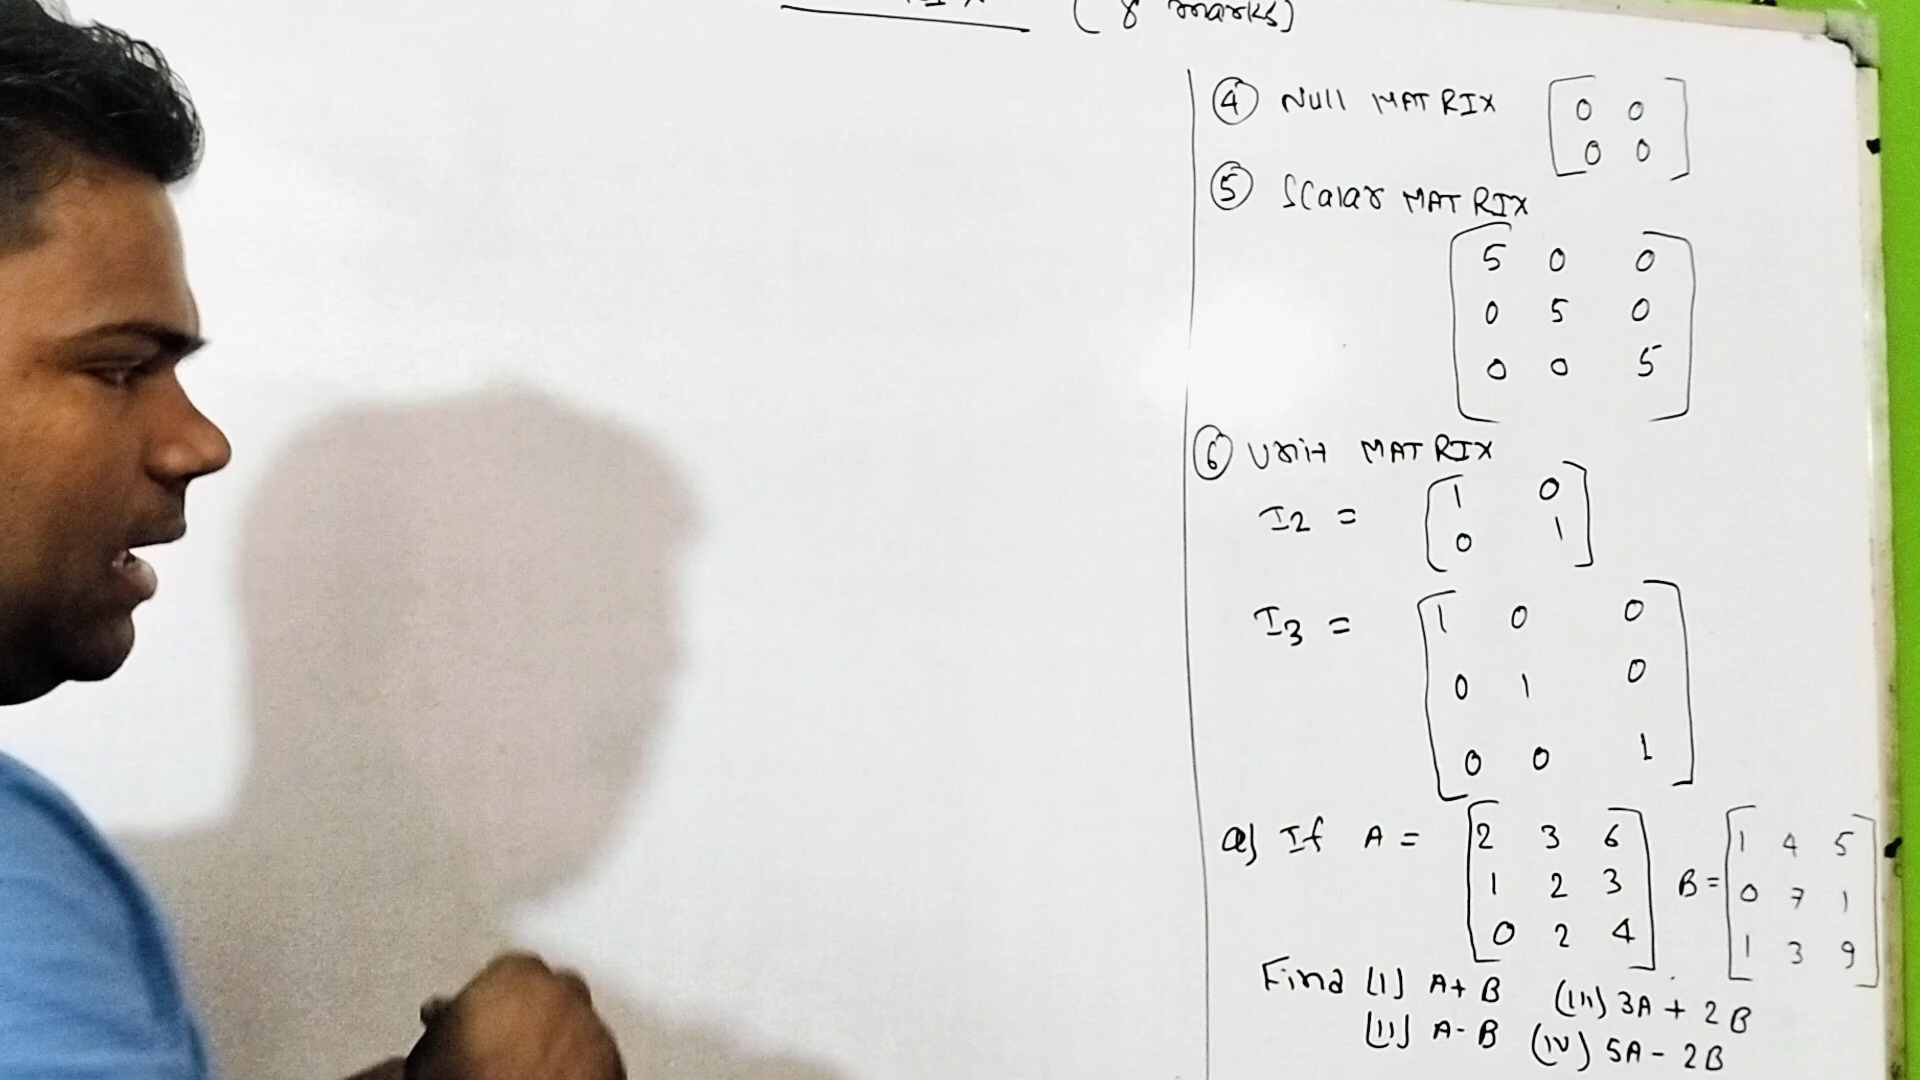 (8 marks)
④ Null MATRIX [0 0
0 0]
⑤ Scalar MATRIX
[5 0 0
0 5 0
0 0 5]
⑥ Unit MATRIX
I2 = [1 0
0 1]
I3 = [1 0 0
0 1 0
0 0 1]
Q) If A = [2 3 6
1 2 3
0 2 4]
B = [1 4 5
0 7 1
1 3 9]
Find (i) A+B (iii) 3A + 2B
(ii) A-B (iv) 5A - 2B